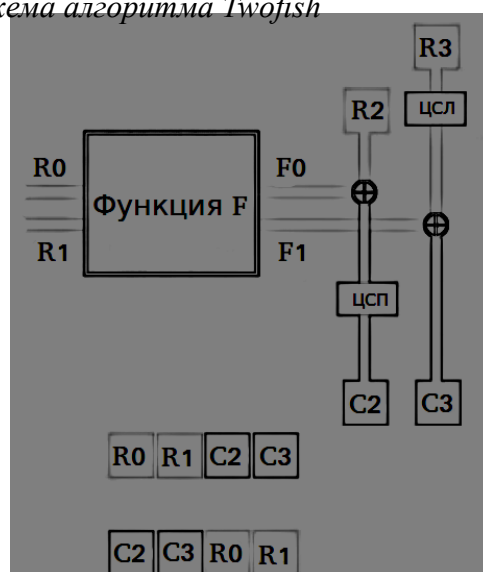 кема алгоритма Twofish
R3
ЦСЛ
R2
R0
F0
Функция F
R1
F1
ЦСП
C2
C3
R0 R1 C2 C3
C2 C3 R0 R1